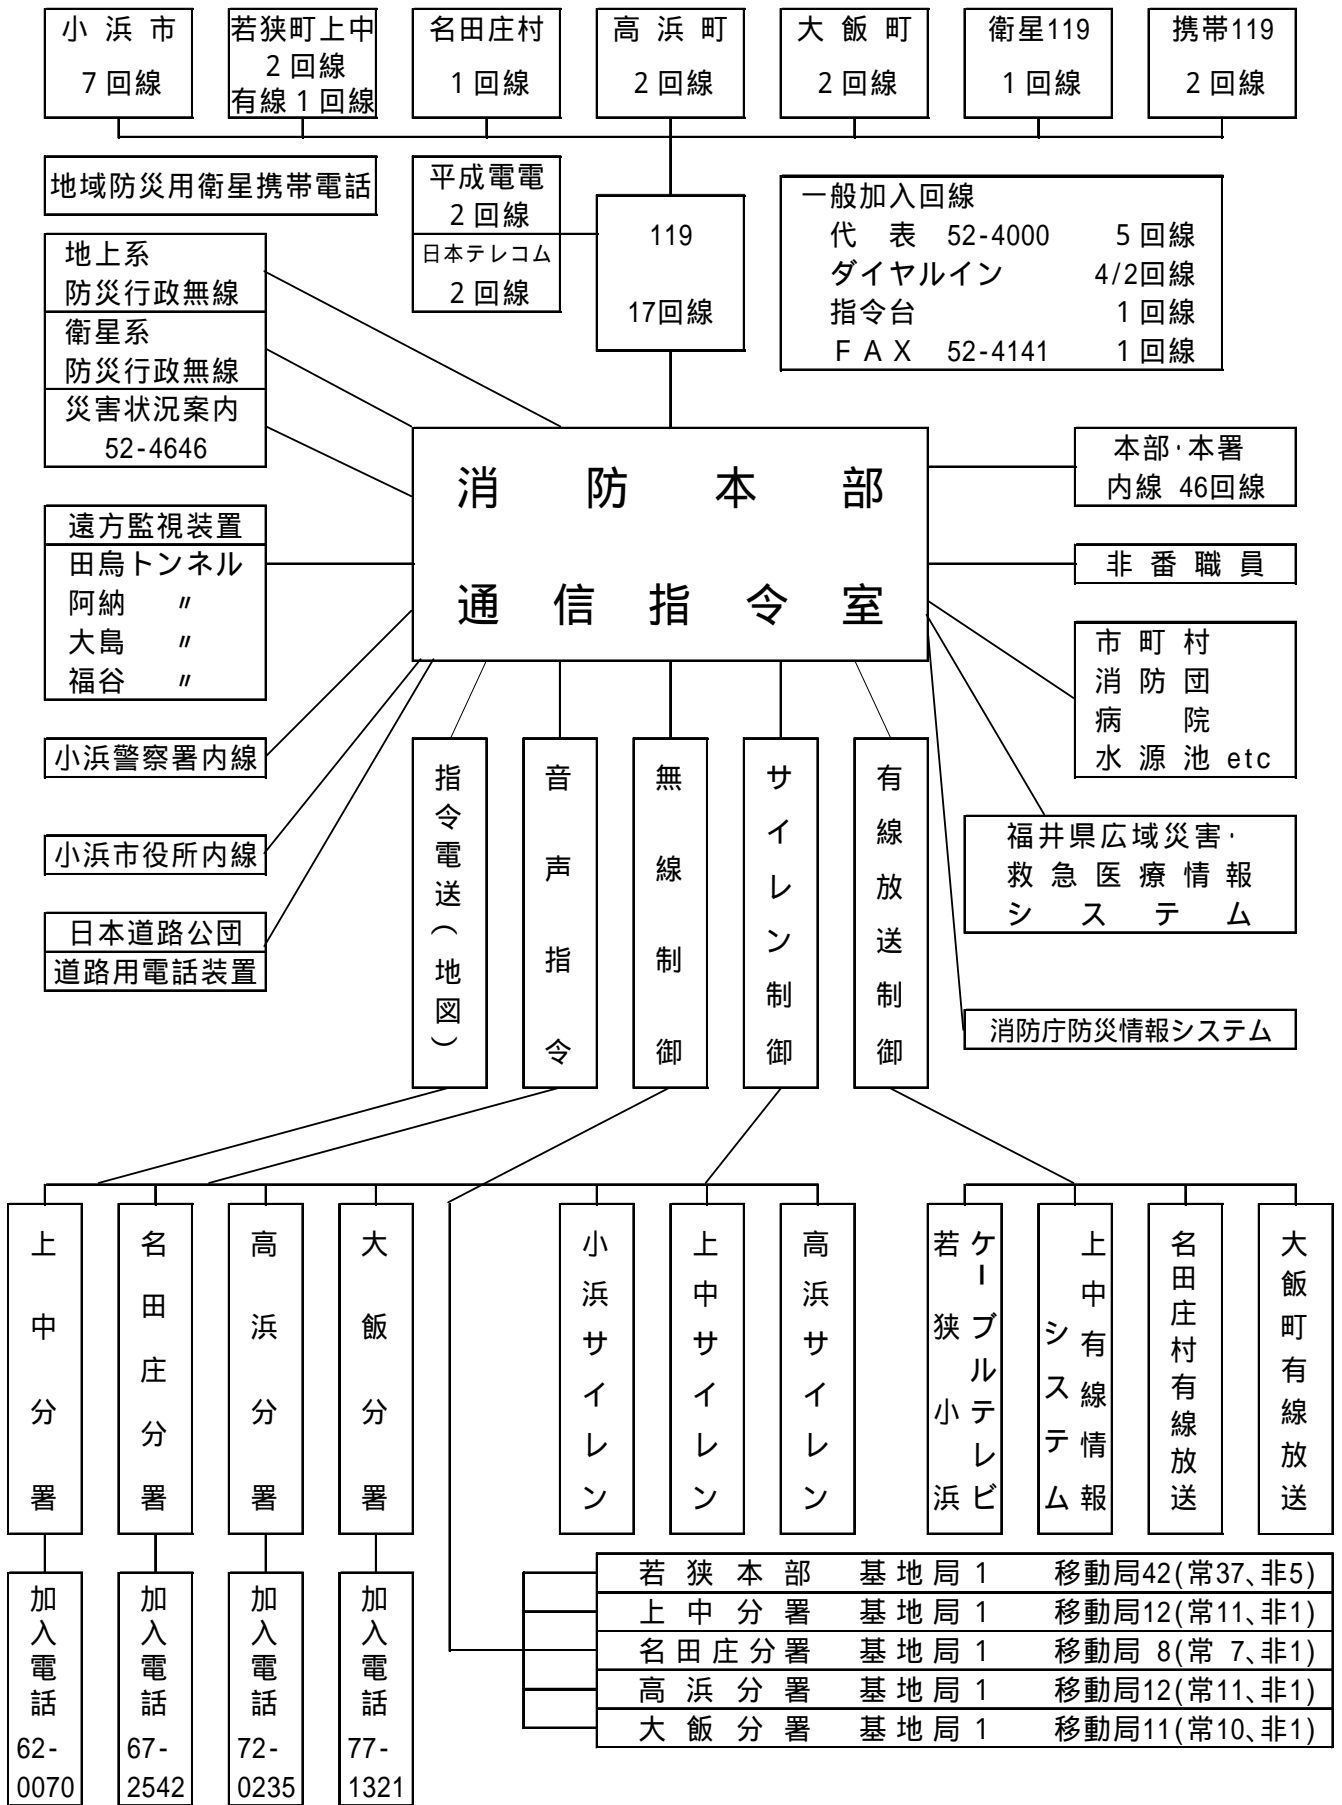 小浜市
7回線
若狭町上中
2回線
有線1回線
名田庄村
1回線
高浜町
2回線
大飯町
2回線
衛星119
1回線
携帯119
2回線
地域防災用衛星携帯電話
平成電電
2回線
日本テレコム
2回線
119
17回線
一般加入回線
代 表 52-4000 5回線
ダイヤルイン 4/2回線
指令台 1回線
FAX 52-4141 1回線
地上系
防災行政無線
衛星系
防災行政無線
災害状況案内
52-4646
消防本部
通信指令室
本部・本署
内線 46回線
遠方監視装置
田烏トンネル
阿納 〃
大島 〃
福谷 〃
非番職員
市町村
消防団
病院
水源池 etc
小浜警察署内線
小浜市役所内線
日本道路公団
道路用電話装置
指令電送(地図)
音声指令
無線制御
サイレン制御
有線放送制御
福井県広域災害・
救急医療情報
システム
消防庁防災情報システム
上中分署
名田庄分署
高浜分署
大飯分署
小浜サイレン
上中サイレン
高浜サイレン
ケーブルテレビ
若狭小浜
上中有線情報
システム
名田庄村有線放送
大飯町有線放送
加入電話
62-
0070
加入電話
67-
2542
加入電話
72-
0235
加入電話
77-
1321
若狭本部 基地局1 移動局42(常37、非5)
上中分署 基地局1 移動局12(常11、非1)
名田庄分署 基地局1 移動局 8(常 7、非1)
高浜分署 基地局1 移動局12(常11、非1)
大飯分署 基地局1 移動局11(常10、非1)